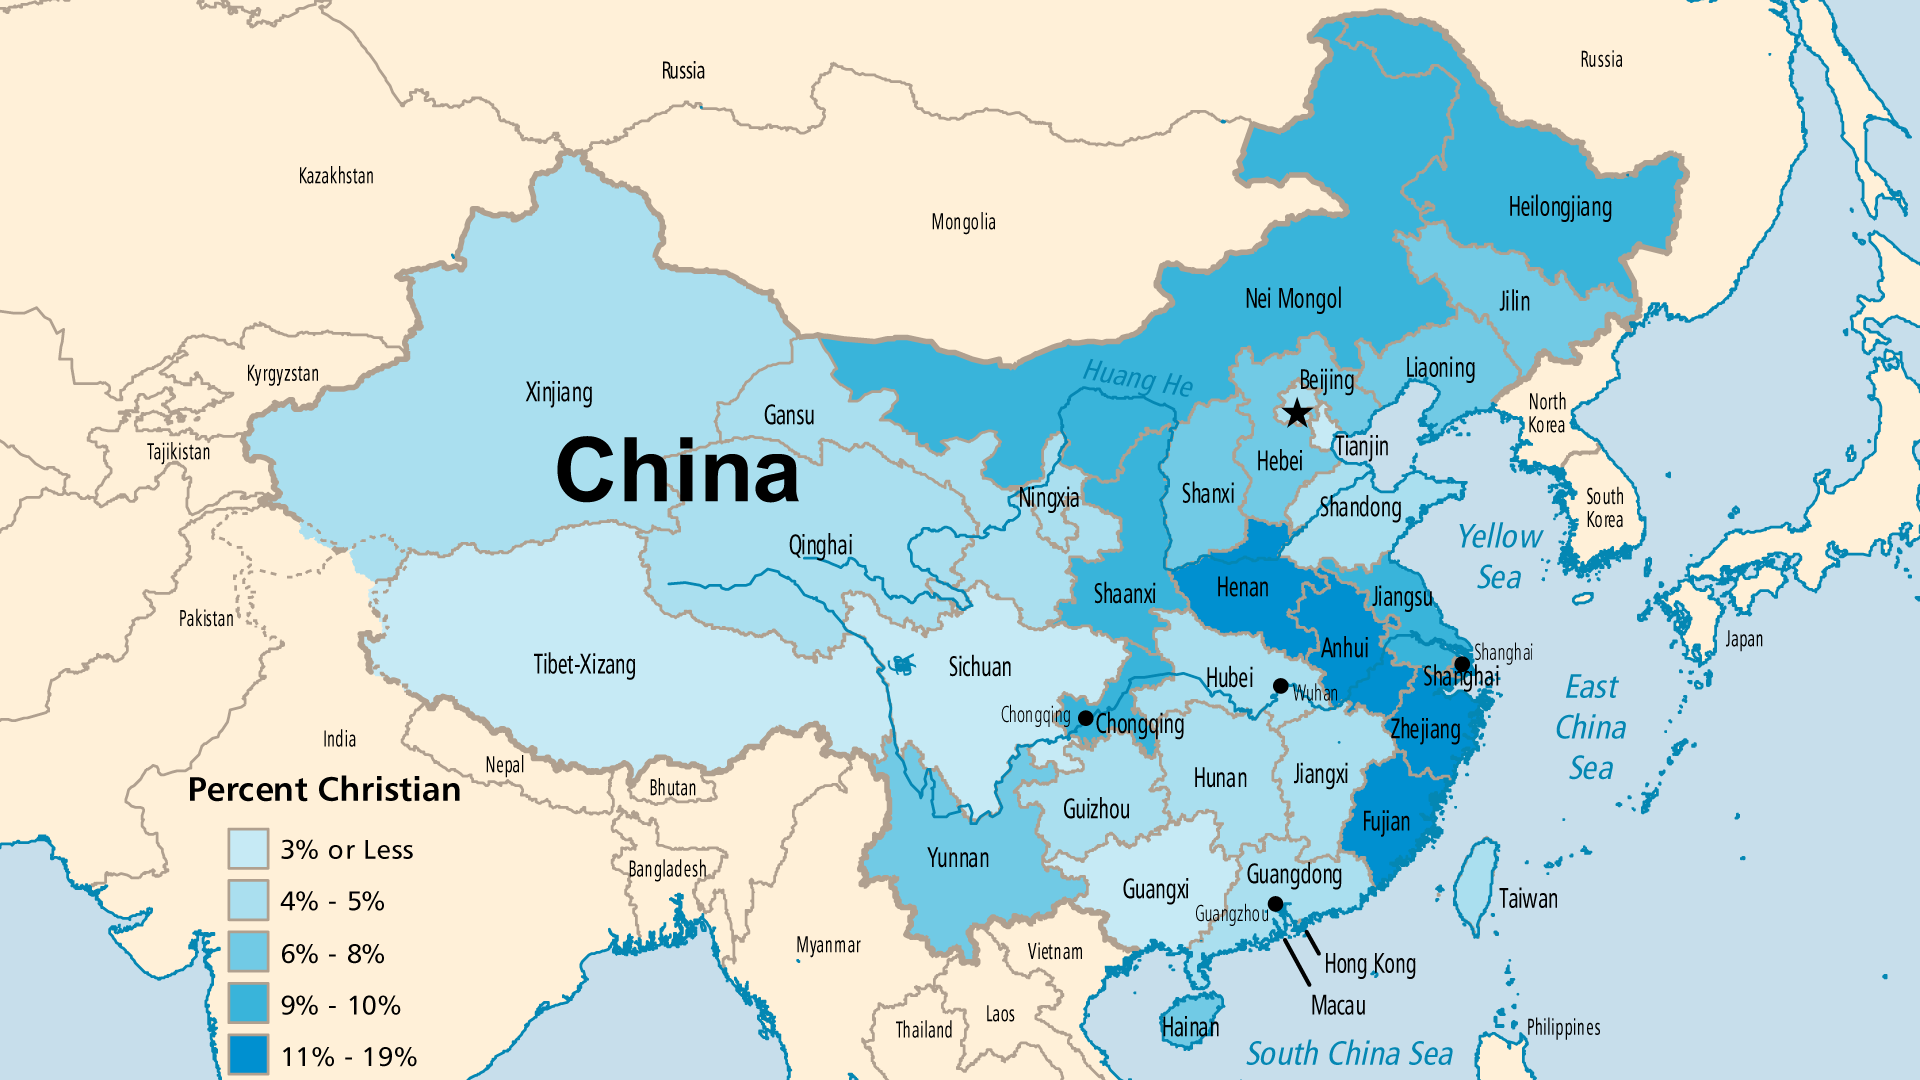 Russia
Russia
Kazakhstan
Mongolia
Heilongjiang
Nei Mongol
Jilin
Kyrgyzstan
Huang He
Beijing
Liaoning
Xinjiang
Gansu
North
Korea
Tajikistan
China
Tianjin
Hebei
Ningxia
Shanxi
Shandong
South
Korea
Yellow
Sea
Qinghai
Shaanxi
Henan
Jiangsu
Pakistan
Japan
Anhui
Shanghai
Shanghai
Tibet-Xizang
Sichuan
Hubei
Wuhan
East
China
Sea
Chongqing
Chongqing
Zhejiang
India
Nepal
Bhutan
Hunan
Jiangxi
Guizhou
Fujian
Percent Christian
3% or Less
4% - 5%
6% - 8%
9% - 10%
11% - 19%
Yunnan
Bangladesh
Guangxi
Guangdong
Guangzhou
Taiwan
Myanmar
Vietnam
Hong Kong
Macau
Laos
Thailand
Hainan
Philippines
South China Sea